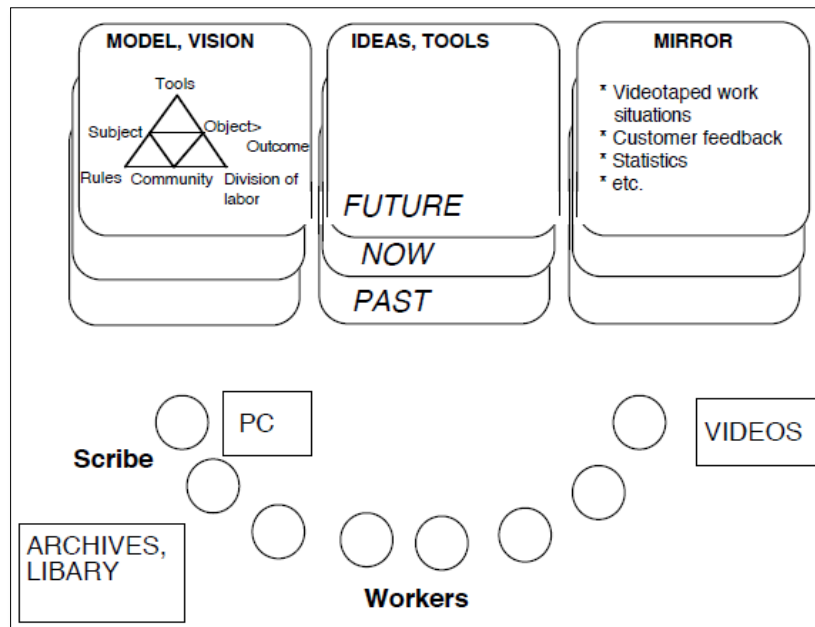 MODEL, VISION
Tools
Subject
Object>
Outcome
Rules
Community
Division of
labor
IDEAS, TOOLS
FUTURE
NOW
PAST
MIRROR
* Videotaped work
situations
* Customer feedback
* Statistics
* etc.
PC
VIDEOS
Scribe
ARCHIVES,
LIBARY
Workers